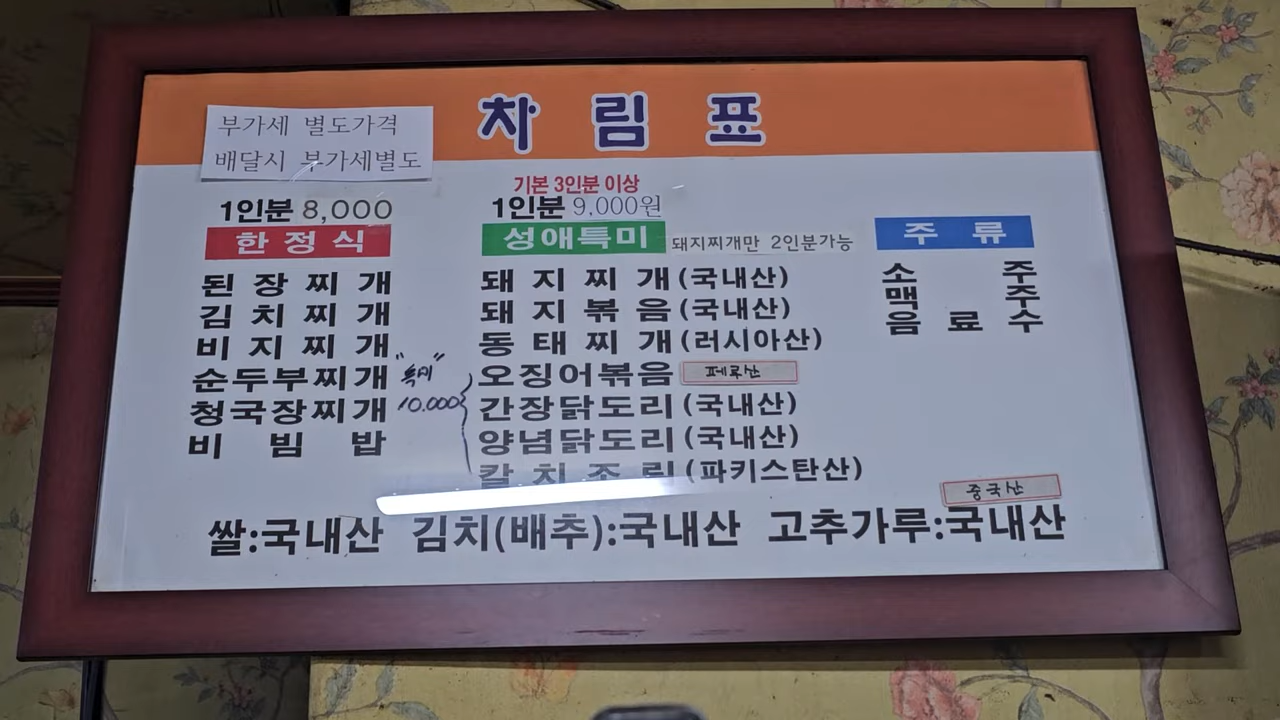 차림표
부가세 별도가격
배달시 부가세별도
1인분 8,000
한정식
된장찌개
김치찌개
비지찌개
순두부찌개
청국장찌개
비빔밥
기본 3인분 이상
1인분 9,000원
성애특미 돼지찌개만 2인분가능
돼지찌개(국내산)
돼지볶음(국내산)
동태찌개(러시아산)
오징어볶음 페루산
간장닭도리(국내산)
양념닭도리(국내산)
갈치조림(파키스탄산)
"특미"
10.000
주류
소주
맥주
음료수
중국산
쌀:국내산 김치(배추):국내산 고추가루:국내산